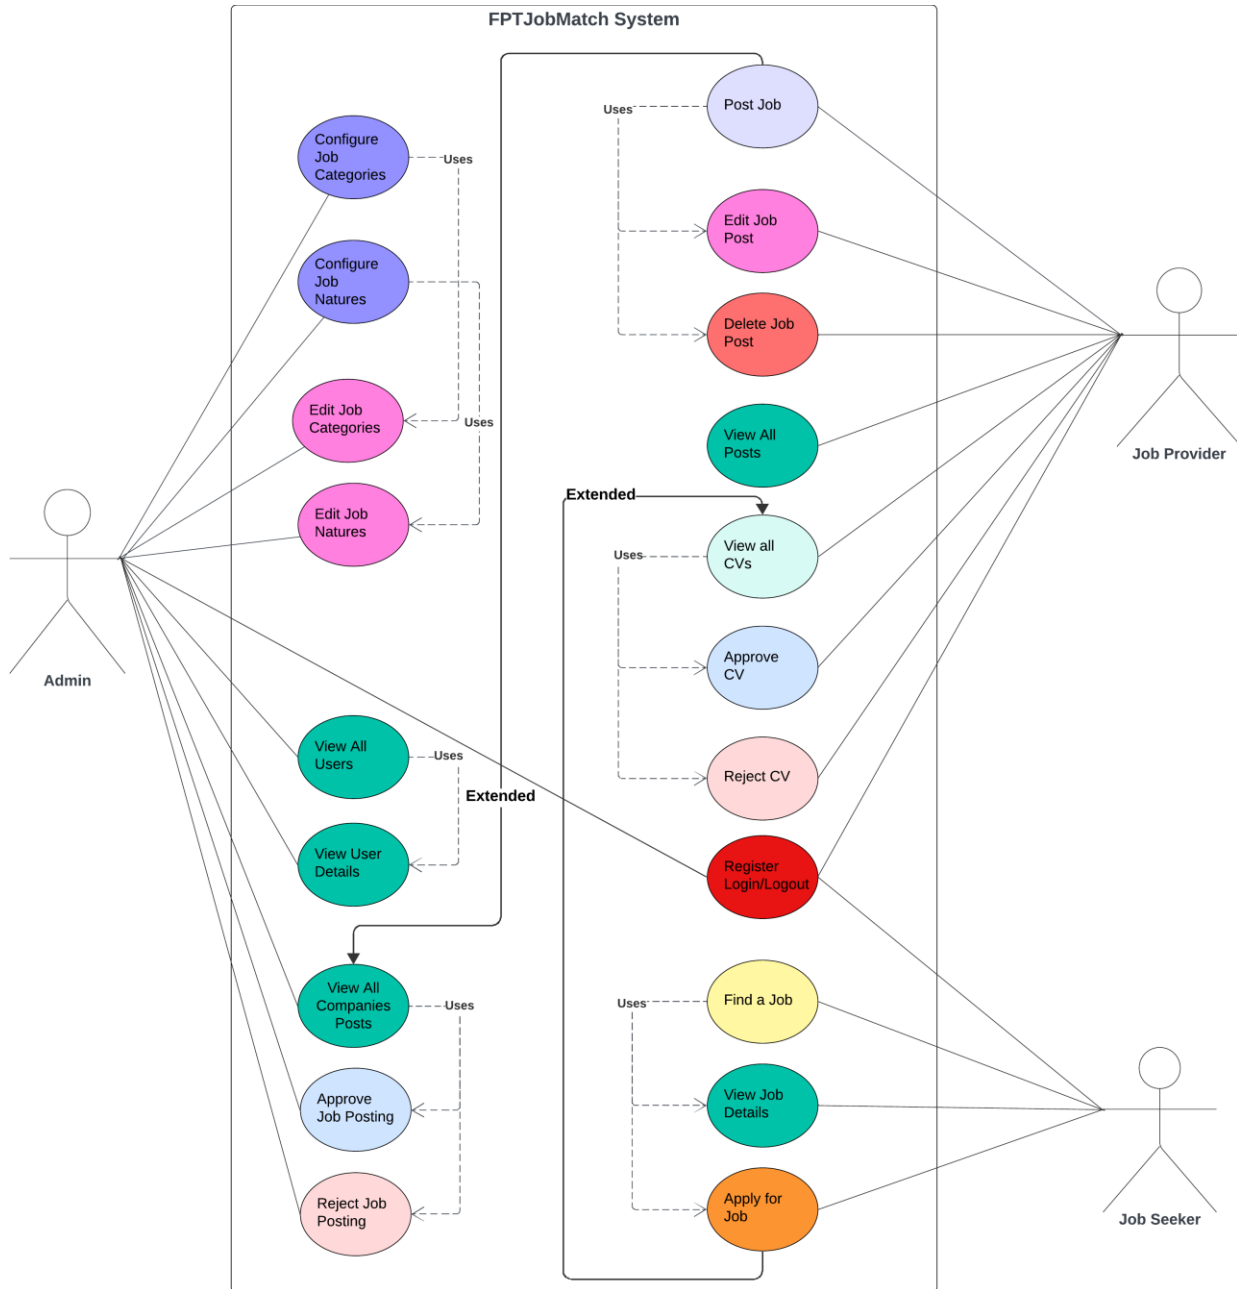 FPTJobMatch System
Post Job
Uses
Configure
Job
Categories
Uses
Edit Job
Post
Configure
Job
Natures
Delete Job
Post
Edit Job
Categories
Uses
View All
Posts
Job Provider
Extended
Edit Job
Natures
View all
CVs
Uses
Admin
Approve
CV
View All
Users
Uses
Reject CV
Extended
View User
Details
Register
Login/Logout
View All
Companies
Posts
Uses
Find a Job
Uses
Approve
Job Posting
View Job
Details
Reject Job
Posting
Apply for
Job
Job Seeker